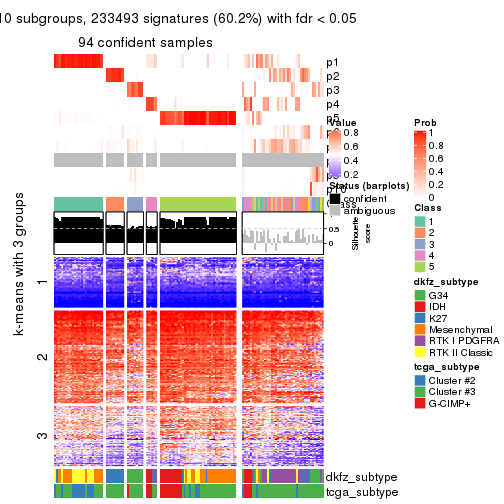 10 subgroups, 233493 signatures (60.2%) with fdr < 0.05
94 confident samples
p1
p2
p3
p4
p5
p10
Class
Silhouette
score
0.5
0
k-means with 3 groups
1
2
3
dkfz_subtype
tcga_subtype
Value
0.8
0.6
0.4
0.2
Status (barplots)
confident
ambiguous
Prob
1
0.8
0.6
0.4
0.2
0
Class
1
2
3
4
5
dkfz_subtype
G34
IDH
K27
Mesenchymal
RTK I PDGFRA
RTK II Classic
tcga_subtype
Cluster #2
Cluster #3
G-CIMP+